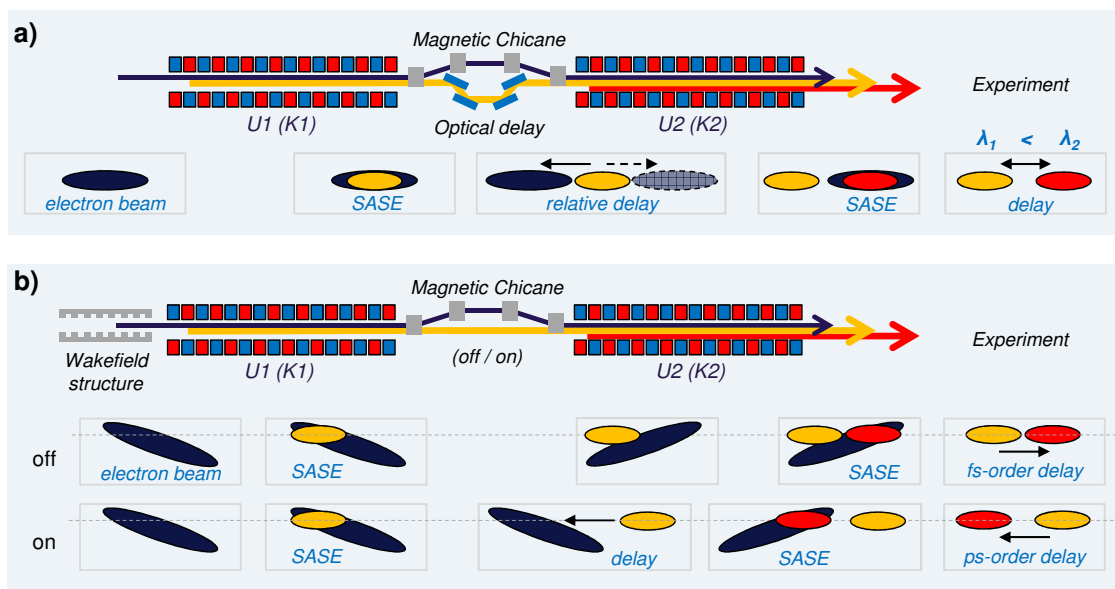 a)
Magnetic Chicane
U1 (K1)
Optical delay
U2 (K2)
Experiment
electron beam
SASE
relative delay
SASE
λ1 < λ2
delay
b)
Magnetic Chicane
Wakefield
structure
U1 (K1)
(off / on)
U2 (K2)
Experiment
off
electron beam
SASE
SASE
fs-order delay
on
SASE
delay
SASE
ps-order delay